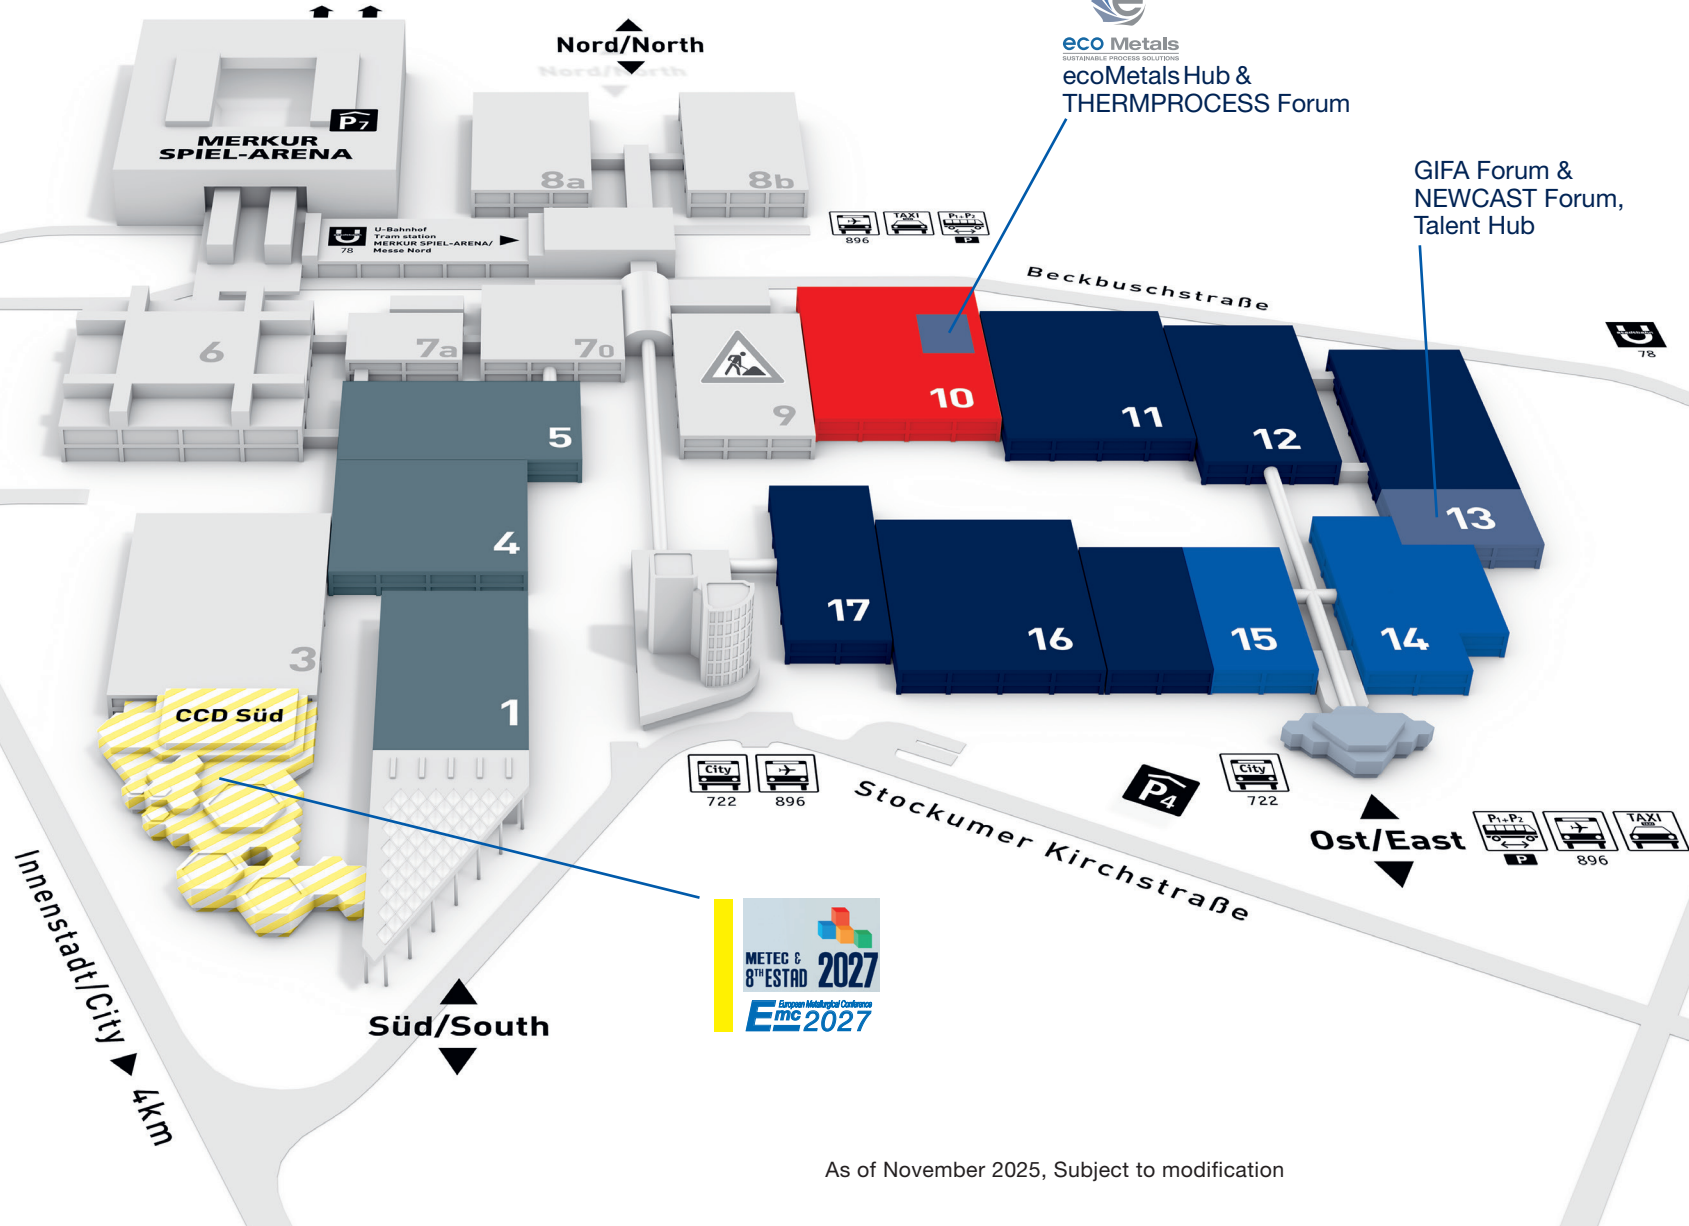 Nord/North
Nord/North
eco Metals
SUSTAINABLE PROCESS SOLUTIONS
ecoMetals Hub &
THERMPROCESS Forum
P7
MERKUR
SPIEL-ARENA
8a
8b
GIFA Forum &
NEWCAST Forum,
Talent Hub
U-Bahnhof
Tram station
MERKUR SPIEL-ARENA/
Messe Nord
78
TAXI
P1+P2
P
896
Beckbuschstraße
78
6
7a
70
9
10
11
12
13
5
4
3
1
17
16
15
14
CCD Süd
City
722
896
Stockumer Kirchstraße
P4
City
722
Ost/East
P1+P2
P
896
TAXI
METEC &
8TH ESTAD 2027
European Metallurgical Conference
Emc 2027
Süd/South
Innenstadt/City 4km
As of November 2025, Subject to modification